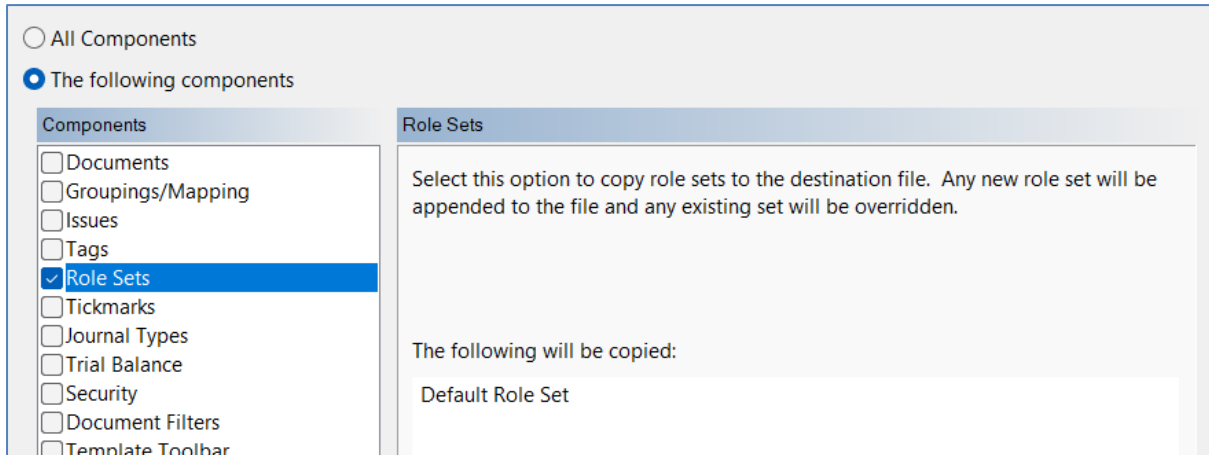 All Components
The following components
Components
Documents
Groupings/Mapping
Issues
Tags
Role Sets
Tickmarks
Journal Types
Trial Balance
Security
Document Filters
Template Toolbar
Role Sets
Select this option to copy role sets to the destination file.  Any new role set will be
appended to the file and any existing set will be overridden.
The following will be copied:
Default Role Set